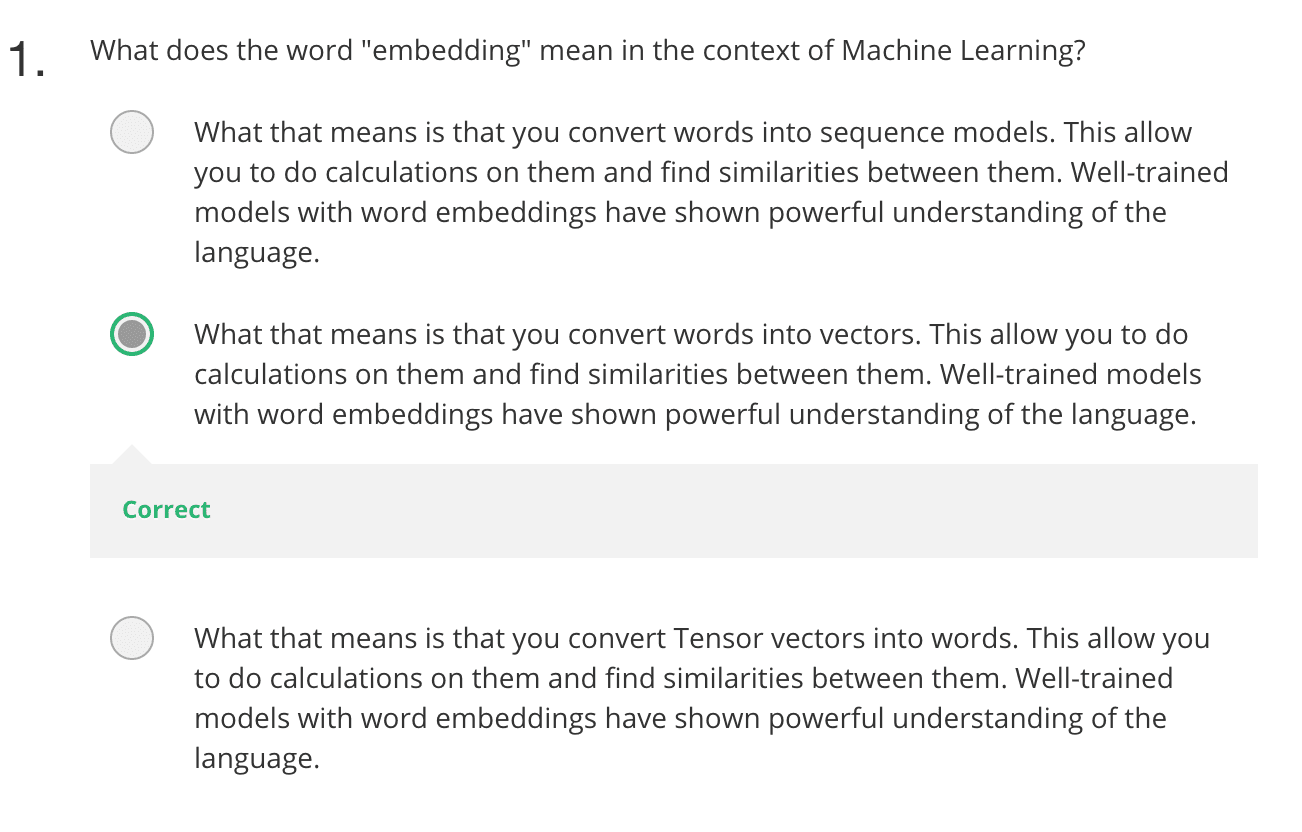 1. What does the word "embedding" mean in the context of Machine Learning?
What that means is that you convert words into sequence models. This allow
you to do calculations on them and find similarities between them. Well-trained
models with word embeddings have shown powerful understanding of the
language.
What that means is that you convert words into vectors. This allow you to do
calculations on them and find similarities between them. Well-trained models
with word embeddings have shown powerful understanding of the language.
Correct
What that means is that you convert Tensor vectors into words. This allow you
to do calculations on them and find similarities between them. Well-trained
models with word embeddings have shown powerful understanding of the
language.